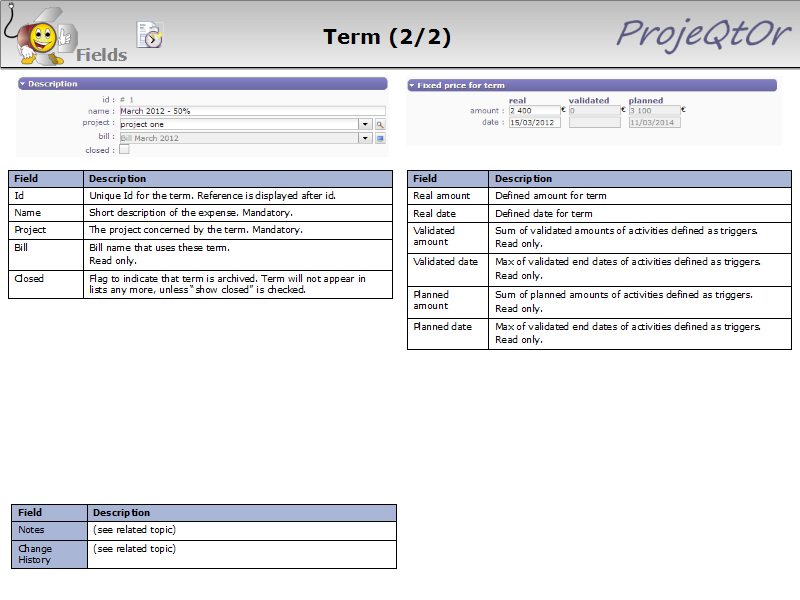 Fields
Term (2/2)
ProjeQtOr
Description
id : # 1
name : March 2012 - 50%
project : project one
bill : Bill March 2012
closed :
Fixed price for term
real validated planned
amount : 2 400 € 0 € 3 100 €
date : 15/03/2012 11/03/2014
Field Description
Id Unique Id for the term. Reference is displayed after id.
Name Short description of the expense. Mandatory.
Project The project concerned by the term. Mandatory.
Bill Bill name that uses these term.
Read only.
Closed Flag to indicate that term is archived. Term will not appear in
lists any more, unless “show closed” is checked.
Field Description
Real amount Defined amount for term
Real date Defined date for term
Validated
amount
Sum of validated amounts of activities defined as triggers.
Read only.
Validated date Max of validated end dates of activities defined as triggers.
Read only.
Planned
amount
Sum of planned amounts of activities defined as triggers.
Read only.
Planned date Max of validated end dates of activities defined as triggers.
Read only.
Field Description
Notes (see related topic)
Change
History
(see related topic)